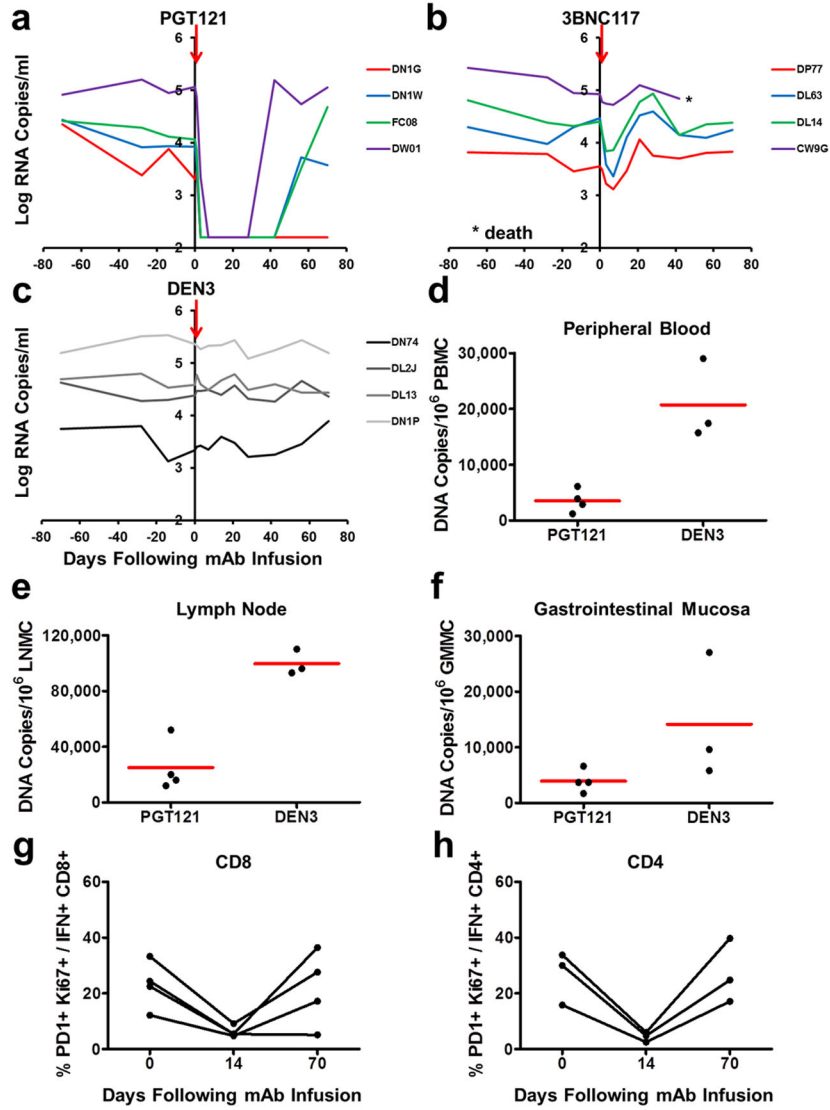 a
PGT121
Log RNA Copies/ml
6
5
4
3
2
-80 -60 -40 -20 0 20 40 60 80
DN1G
DN1W
FC08
DW01
b
3BNC117
6
5
4
3
2
*
* death
-80 -60 -40 -20 0 20 40 60 80
DP77
DL63
DL14
CW9G
c
DEN3
Log RNA Copies/ml
6
5
4
3
2
-80 -60 -40 -20 0 20 40 60 80
Days Following mAb Infusion
DN74
DL2J
DL13
DN1P
d
Peripheral Blood
DNA Copies/10⁶ PBMC
30,000
20,000
10,000
0
PGT121 DEN3
e
Lymph Node
DNA Copies/10⁶ LNMC
120,000
80,000
40,000
0
PGT121 DEN3
f
Gastrointestinal Mucosa
DNA Copies/10⁶ GMMC
30,000
20,000
10,000
0
PGT121 DEN3
g
CD8
% PD1+ Ki67+ / IFN+ CD8+
60
40
20
0
0 14 70
Days Following mAb Infusion
h
CD4
% PD1+ Ki67+ / IFN+ CD4+
60
40
20
0
0 14 70
Days Following mAb Infusion